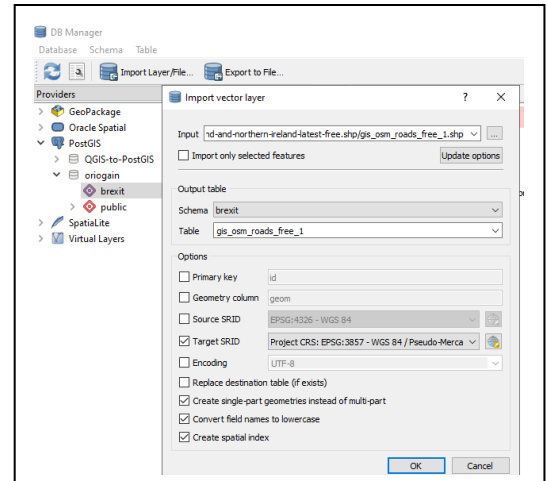 DB Manager
Database Schema Table
Import Layer/File... Export to File...
Providers
GeoPackage
Oracle Spatial
PostGIS
QGIS-to-PostGIS
oriogain
brexit
public
SpatiaLite
Virtual Layers
Import vector layer ? X
Input nd-and-northern-ireland-latest-free.shp/gis_osm_roads_free_1.shp ...
Import only selected features Update options
Output table
Schema brexit
Table gis_osm_roads_free_1
Options
Primary key id
Geometry column geom
Source SRID EPSG:4326 - WGS 84
Target SRID Project CRS: EPSG:3857 - WGS 84 / Pseudo-Merca
Encoding UTF-8
Replace destination table (if exists)
Create single-part geometries instead of multi-part
Convert field names to lowercase
Create spatial index
OK Cancel